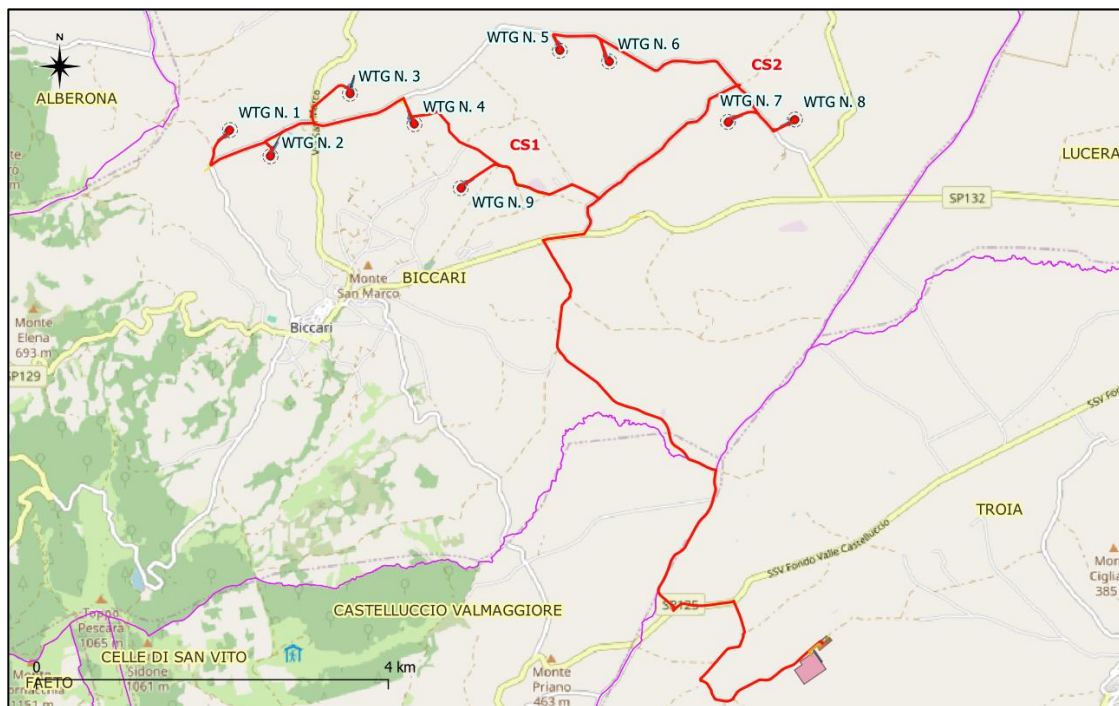 N
ALBERONA
WTG N. 5
WTG N. 6
WTG N. 3
CS2
WTG N. 1
WTG N. 4
WTG N. 7
WTG N. 8
WTG N. 2
CS1
LUCERA
WTG N. 9
SP132
BICCARI
Monte
San Marco
Biccari
Monte
Elena
693 m
SP129
SSV Fondo Valle Castelluccio
TROIA
SP125
CASTELLUCCIO VALMAGGIORE
Toppo
Pescara
1065 m
CELLE DI SAN VITO
Sidone
1061 m
0
4 km
FAETO
1151 m
Monte
Priano
463 m
385